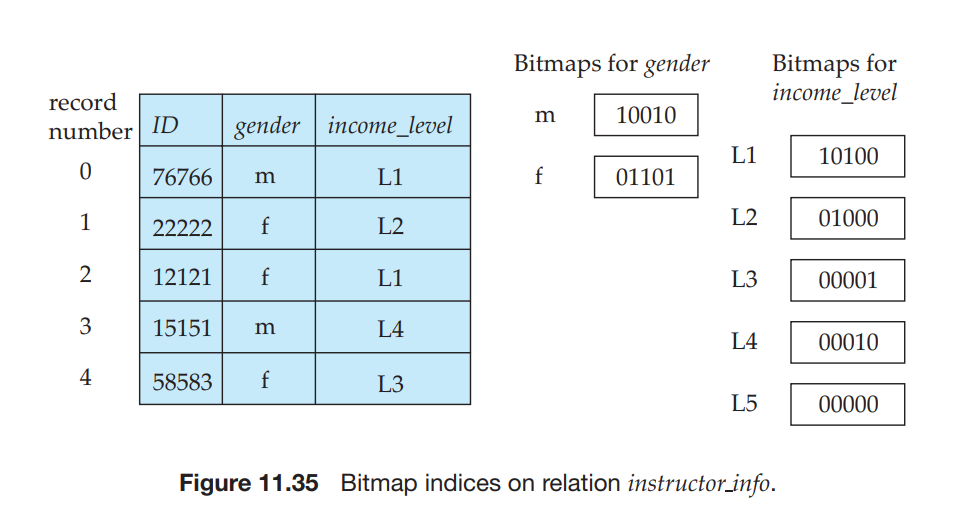 Bitmaps for gender
Bitmaps for
income_level
record
number
ID gender income_level
m 10010
f 01101
0 76766 m L1
1 22222 f L2
2 12121 f L1
3 15151 m L4
4 58583 f L3
L1 10100
L2 01000
L3 00001
L4 00010
L5 00000
Figure 11.35 Bitmap indices on relation instructor_info.